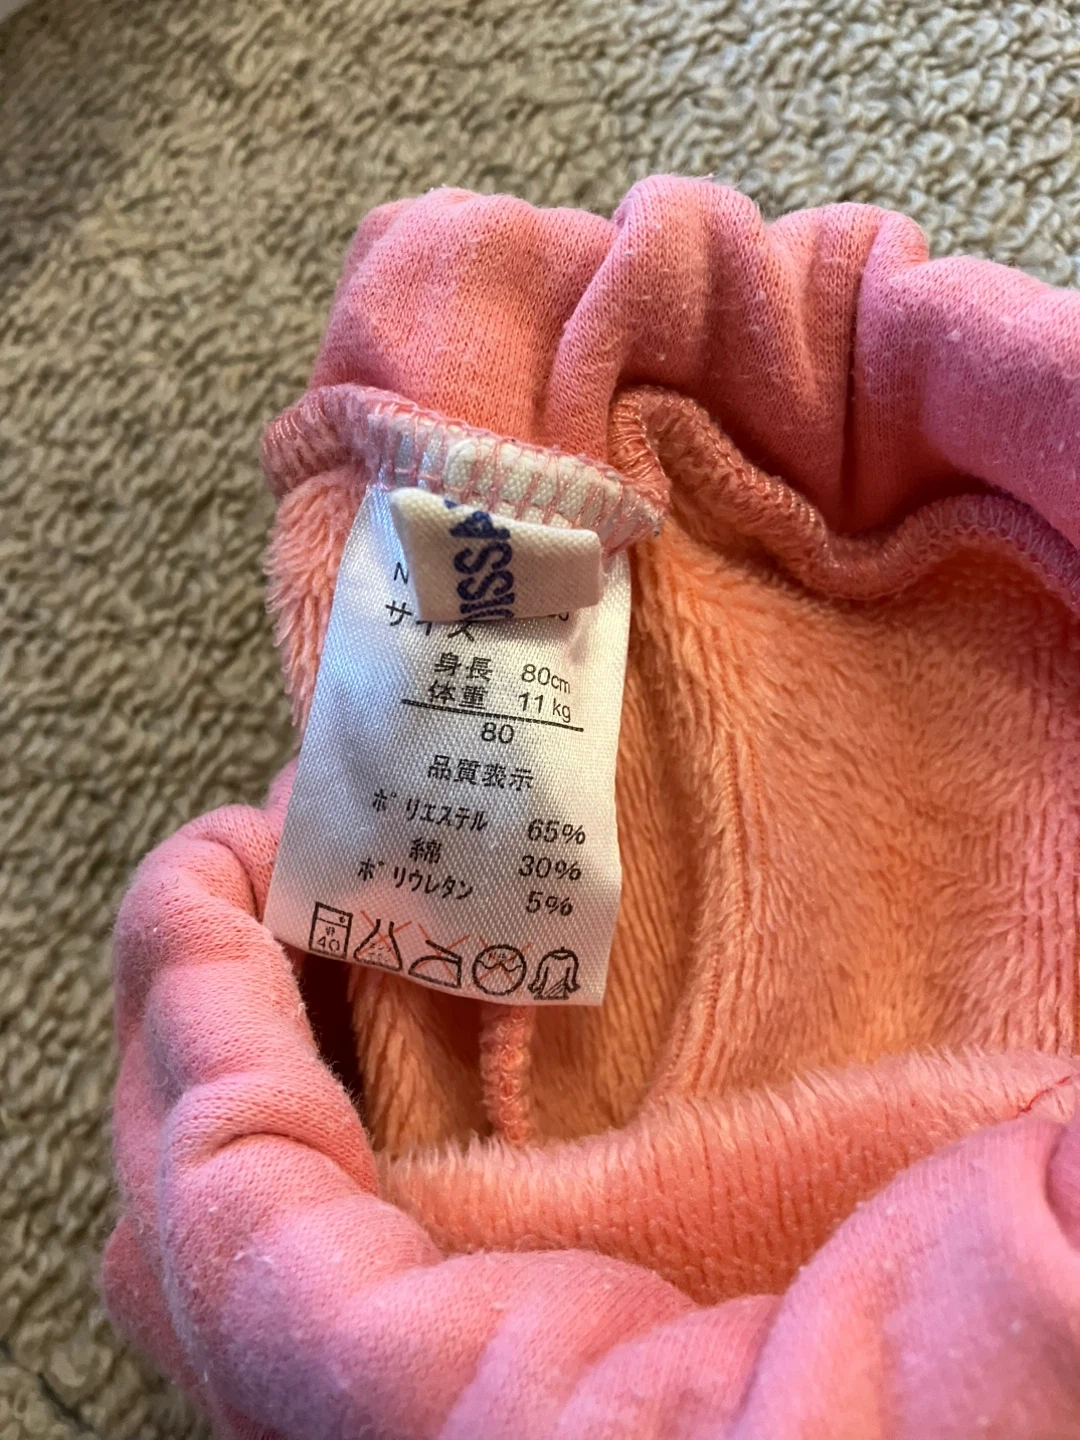 サイズ
身長 80cm
体重 11kg
80
品質表示
ポリエステル 65%
綿 30%
ポリウレタン 5%
40